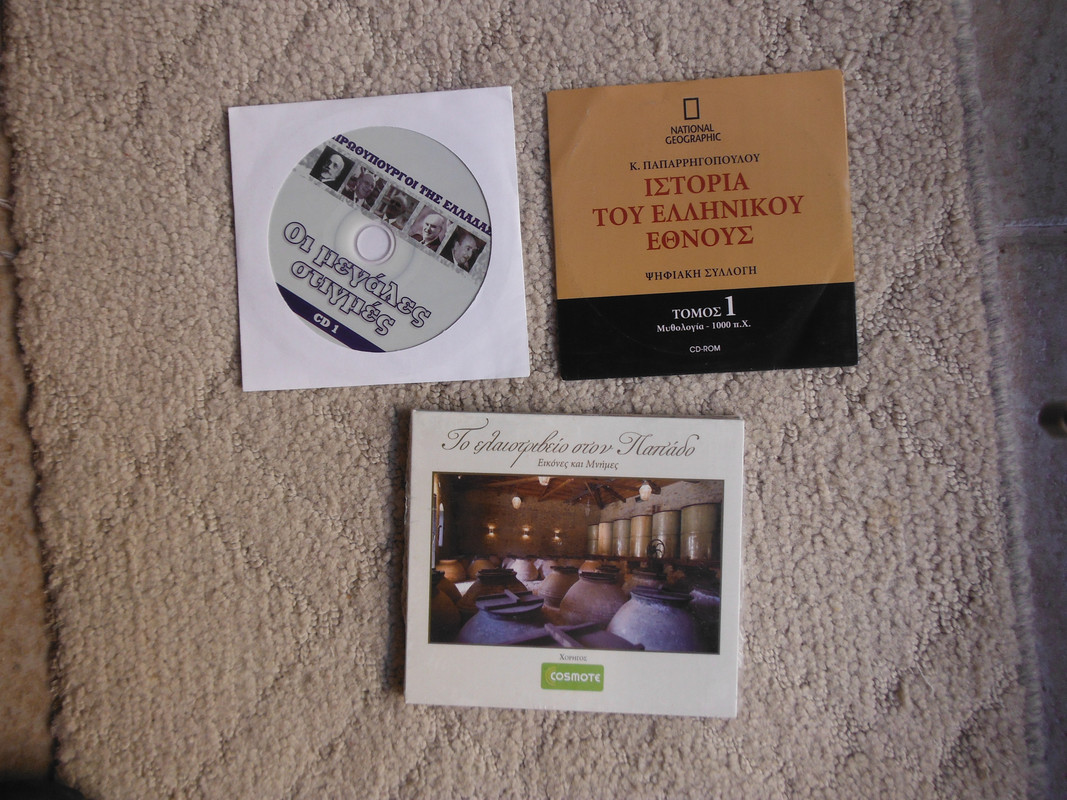 ΠΡΩΘΥΠΟΥΡΓΟΙ ΤΗΣ ΕΛΛΑΔΑΣ
Οι μεγάλες
στιγμές
CD 1
NATIONAL
GEOGRAPHIC
Κ. ΠΑΠΑΡΡΗΓΟΠΟΥΛΟΥ
ΙΣΤΟΡΙΑ
ΤΟΥ ΕΛΛΗΝΙΚΟΥ
ΕΘΝΟΥΣ
ΨΗΦΙΑΚΗ ΣΥΛΛΟΓΗ
ΤΟΜΟΣ 1
Μυθολογία - 1000 π.Χ.
CD-ROM
Το ελαιοτριβείο στον Παπάδο
Εικόνες και Μνήμες
ΧΟΡΗΓΟΣ
COSMOTE